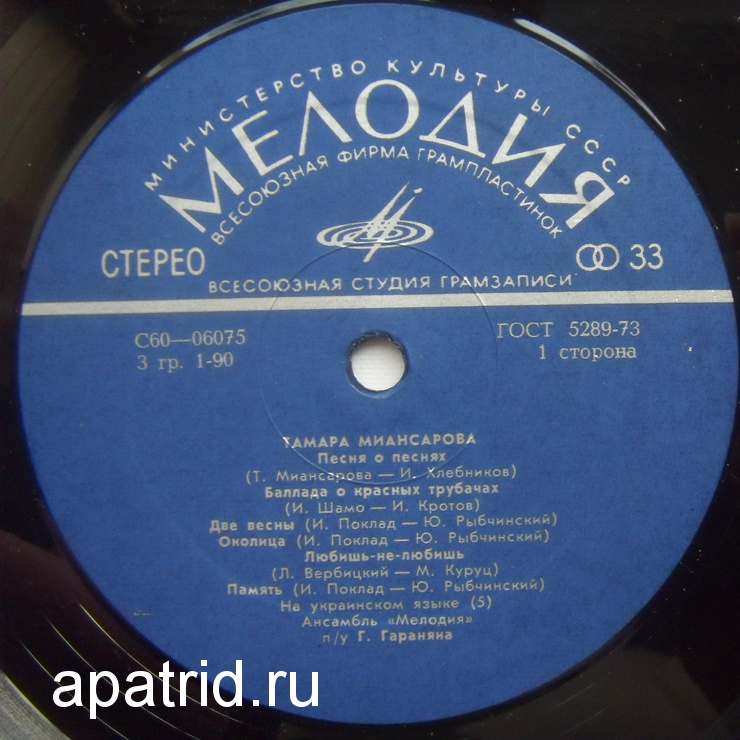 МИНИСТЕРСТВО КУЛЬТУРЫ СССР
МЕЛОДИЯ
ВСЕСОЮЗНАЯ ФИРМА ГРАМПЛАСТИНОК
СТЕРЕО
33
ВСЕСОЮЗНАЯ СТУДИЯ ГРАМЗАПИСИ
С60—06075
ГОСТ 5289-73
3 гр. 1-90
1 сторона
ТАМАРА МИАНСАРОВА
Песня о песнях
(Т. Миансарова — И. Хлебников)
Баллада о красных трубачах
(И. Шамо — И. Кротов)
Две весны (И. Поклад — Ю. Рыбчинский)
Околица (И. Поклад — Ю. Рыбчинский)
Любишь-не-любишь
(Л. Вербицкий — М. Куруц)
Память (И. Поклад — Ю. Рыбчинский)
На украинском языке (5)
Ансамбль «Мелодия»
п/у Г. Гараняна
apatrid.ru